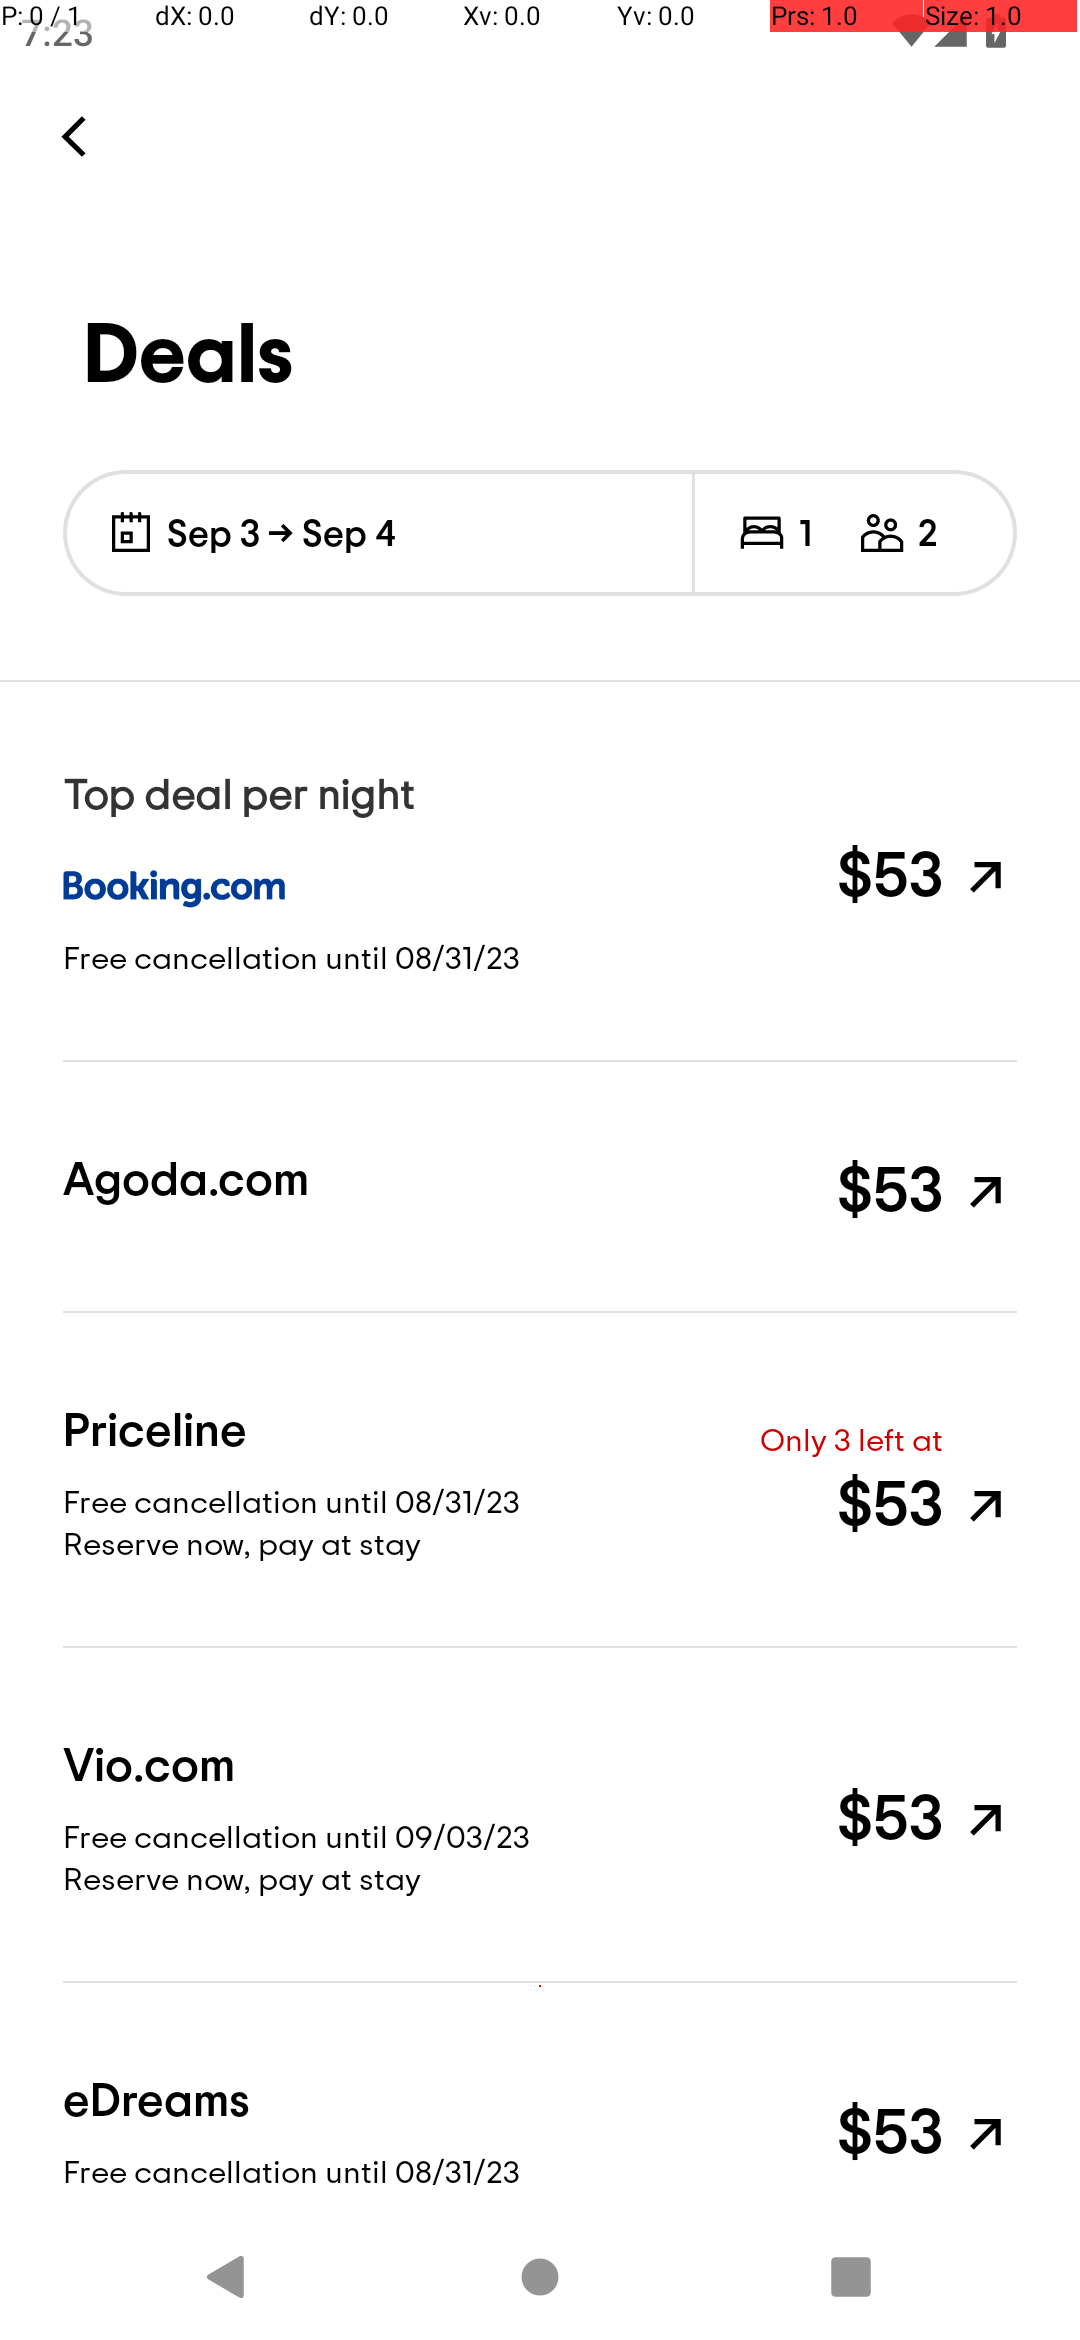 P: 0 / 1 dX: 0.0 dY: 0.0 Xv: 0.0 Yv: 0.0 Prs: 1.0 Size: 1.0
7:23
Deals
Sep 3 → Sep 4 1 2
Top deal per night
Booking.com
$53
Free cancellation until 08/31/23
Agoda.com
$53
Priceline
Only 3 left at
Free cancellation until 08/31/23
$53
Reserve now, pay at stay
Vio.com
$53
Free cancellation until 09/03/23
Reserve now, pay at stay
eDreams
$53
Free cancellation until 08/31/23